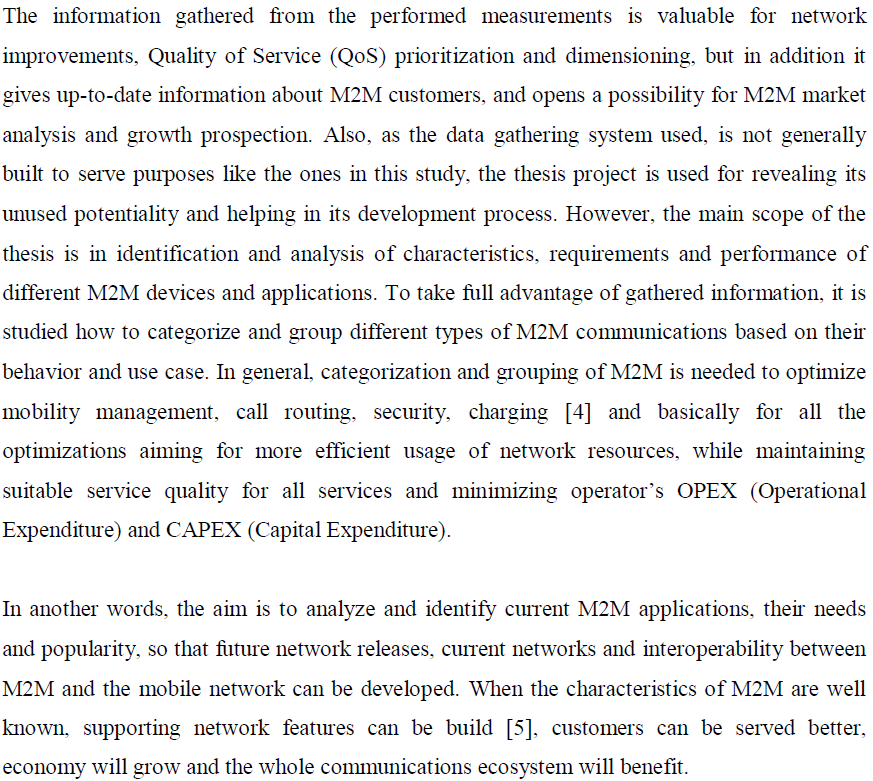 The information gathered from the performed measurements is valuable for network
improvements, Quality of Service (QoS) prioritization and dimensioning, but in addition it
gives up-to-date information about M2M customers, and opens a possibility for M2M market
analysis and growth prospection. Also, as the data gathering system used, is not generally
built to serve purposes like the ones in this study, the thesis project is used for revealing its
unused potentiality and helping in its development process. However, the main scope of the
thesis is in identification and analysis of characteristics, requirements and performance of
different M2M devices and applications. To take full advantage of gathered information, it is
studied how to categorize and group different types of M2M communications based on their
behavior and use case. In general, categorization and grouping of M2M is needed to optimize
mobility management, call routing, security, charging [4] and basically for all the
optimizations aiming for more efficient usage of network resources, while maintaining
suitable service quality for all services and minimizing operator’s OPEX (Operational
Expenditure) and CAPEX (Capital Expenditure).
In another words, the aim is to analyze and identify current M2M applications, their needs
and popularity, so that future network releases, current networks and interoperability between
M2M and the mobile network can be developed. When the characteristics of M2M are well
known, supporting network features can be build [5], customers can be served better,
economy will grow and the whole communications ecosystem will benefit.